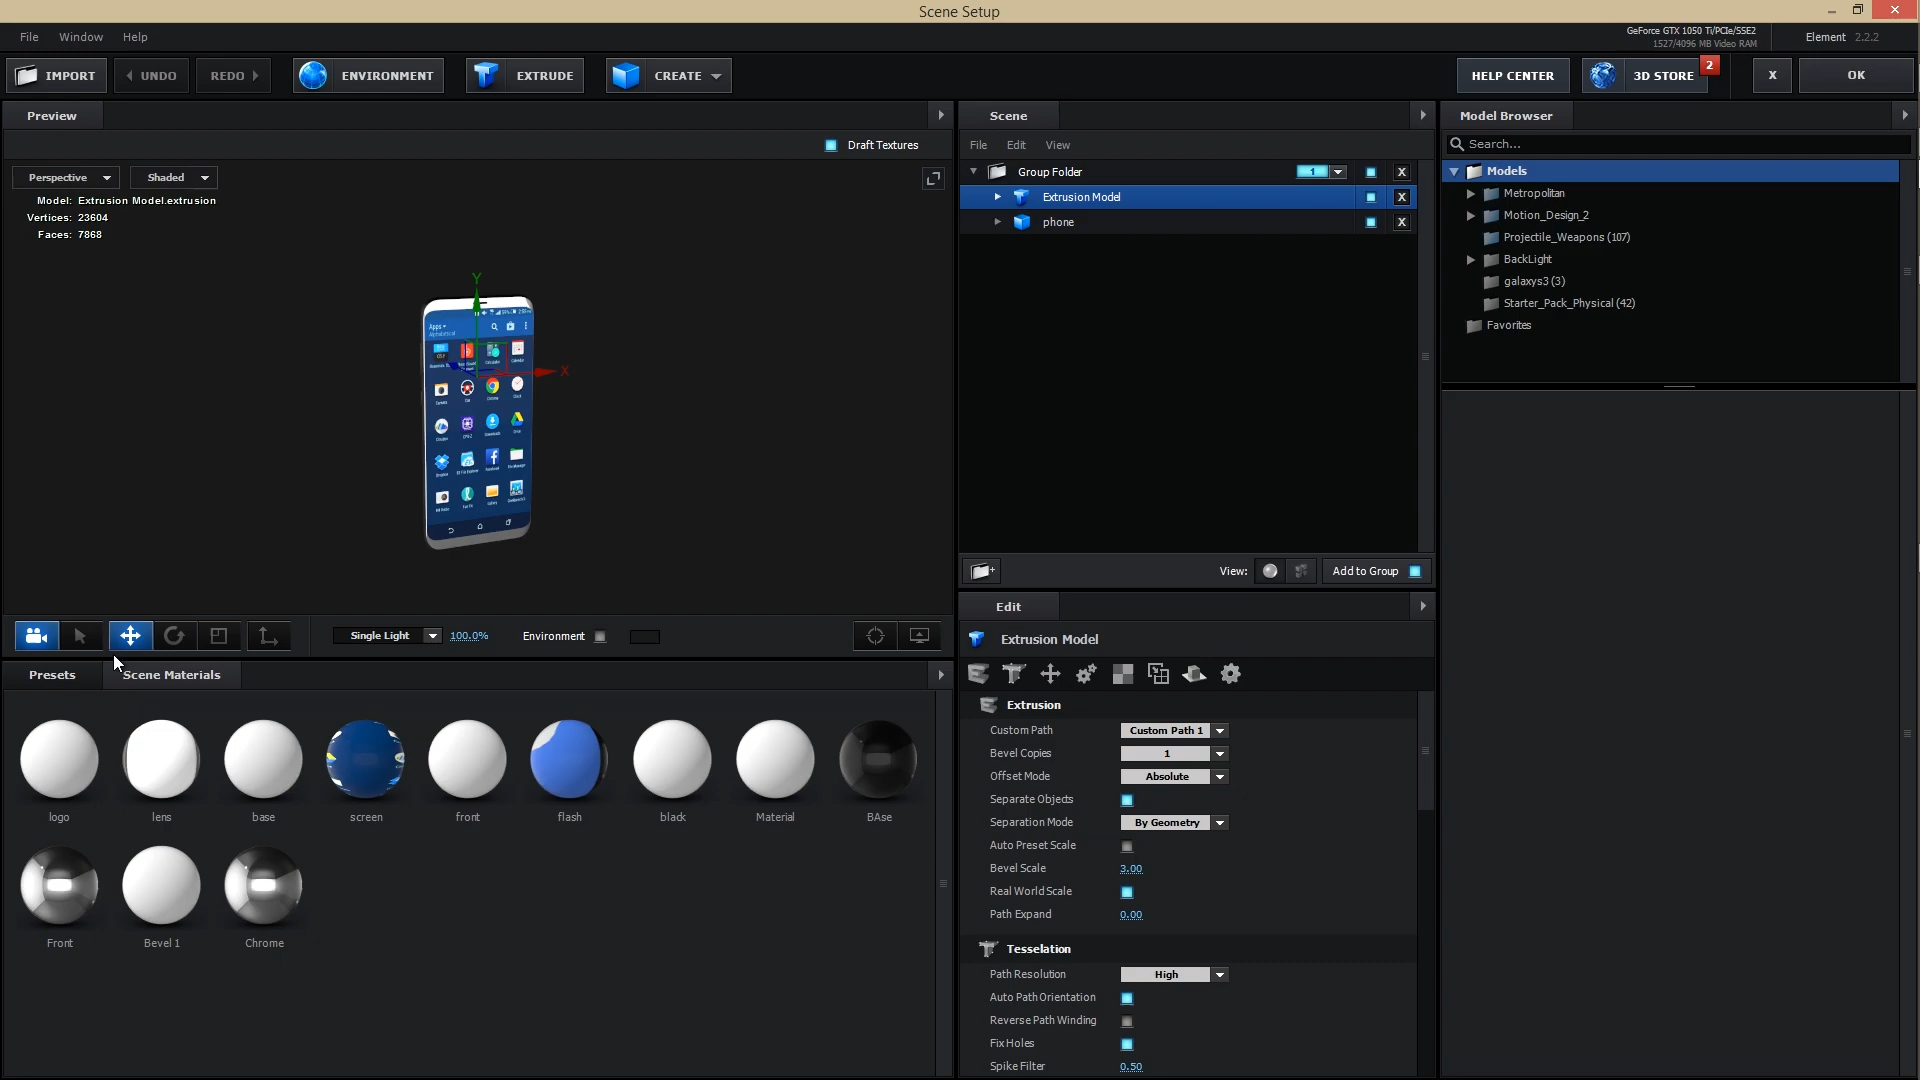 Scene Setup
File Window Help
GeForce GTX 1050 Ti/PCIe/SSE2
1527/4096 MB Video RAM
Element 2.2.2
IMPORT UNDO REDO ENVIRONMENT EXTRUDE CREATE HELP CENTER 3D STORE 2 X OK
Preview
Draft Textures
Perspective Shaded
Model: Extrusion Model.extrusion
Vertices: 23604
Faces: 7868
Y
X
Apps
Single Light 100.0% Environment
Presets Scene Materials
logo lens base screen front flash black Material BAse
Front Bevel 1 Chrome
Scene
File Edit View
Group Folder 1 X
Extrusion Model X
phone X
View: Add to Group
Edit
Extrusion Model
Extrusion
Custom Path Custom Path 1
Bevel Copies 1
Offset Mode Absolute
Separate Objects
Separation Mode By Geometry
Auto Preset Scale
Bevel Scale 3.00
Real World Scale
Path Expand 0.00
Tesselation
Path Resolution High
Auto Path Orientation
Reverse Path Winding
Fix Holes
Spike Filter 0.50
Model Browser
Search...
Models
Metropolitan
Motion_Design_2
Projectile_Weapons (107)
BackLight
galaxys3 (3)
Starter_Pack_Physical (42)
Favorites